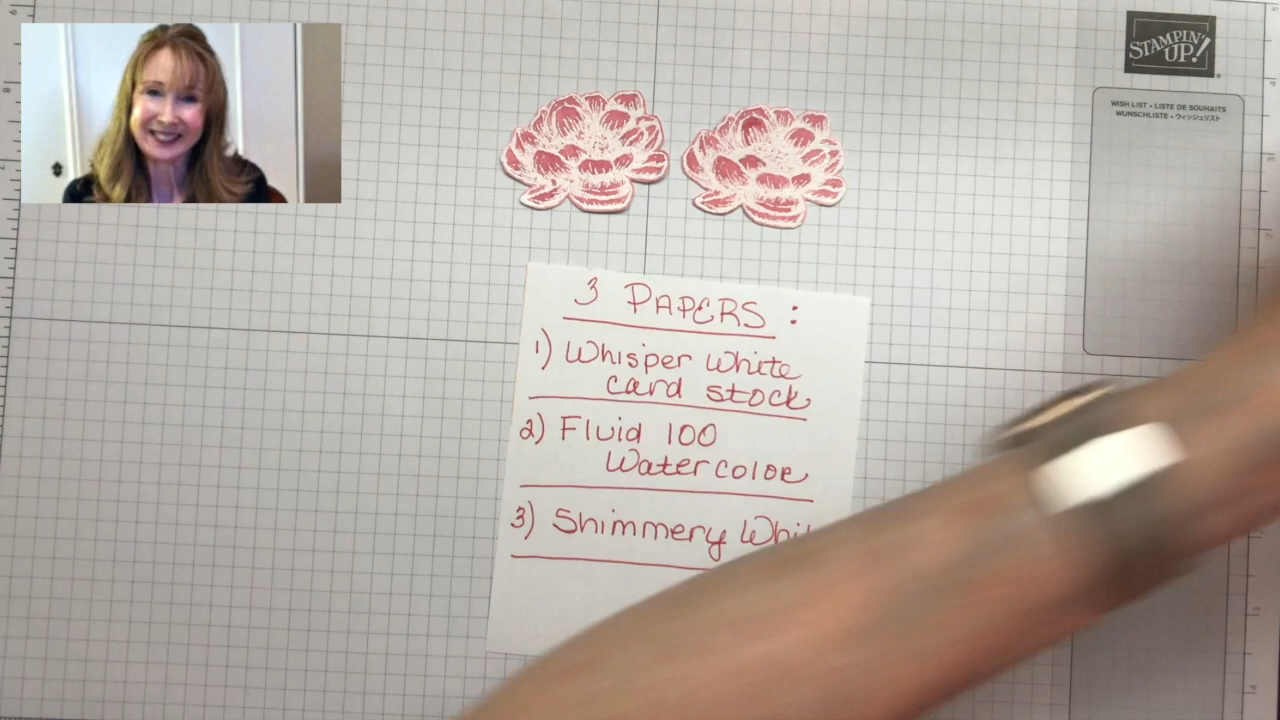 STAMPIN' UP!®
WISH LIST • LISTE DE SOUHAITS
WUNSCHLISTE • ウィッシュリスト
3 PAPERS :
1) Whisper White
card stock
2) Fluid 100
Watercolor
3) Shimmery